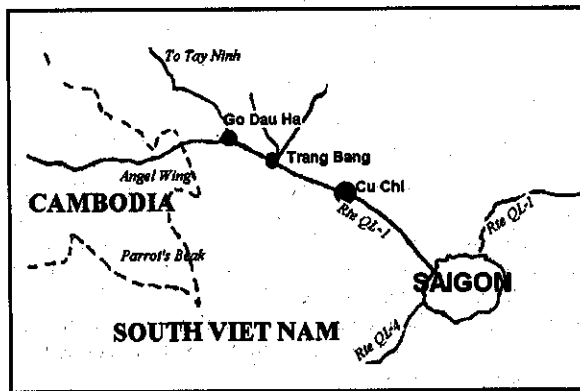 To Tay Ninh
Go Dau Ha
Trang Bang
Angel Wing
Cu Chi
CAMBODIA
Rte QL-1
Rte QL-1
Parrot's Beak
SAIGON
SOUTH VIET NAM
Rte QL-4